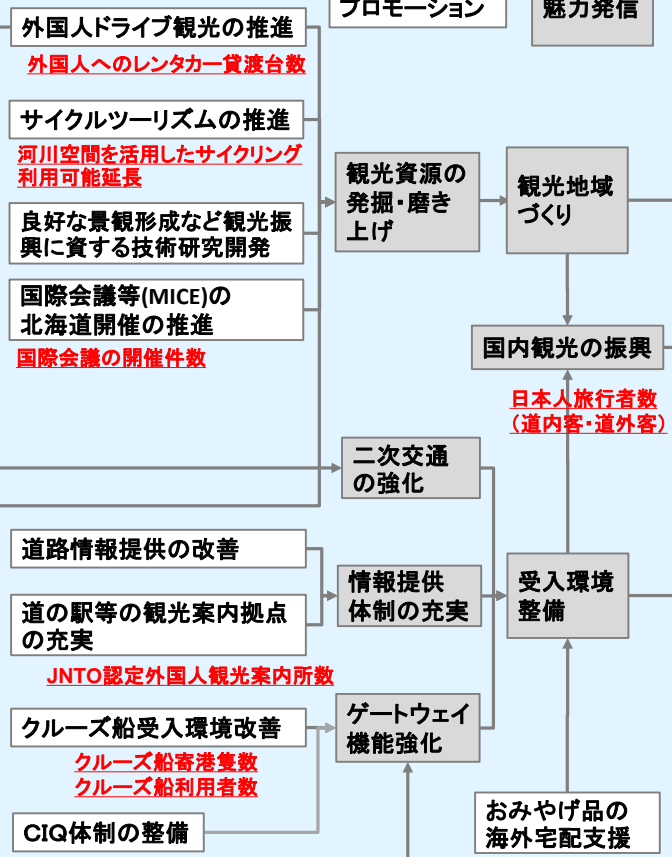 プロモーション
魅力発信
外国人ドライブ観光の推進
外国人へのレンタカー貸渡台数
サイクルツーリズムの推進
河川空間を活用したサイクリング
利用可能延長
良好な景観形成など観光振
興に資する技術研究開発
国際会議等(MICE)の
北海道開催の推進
国際会議の開催件数
観光資源の
発掘・磨き
上げ
観光地域
づくり
国内観光の振興
日本人旅行者数
（道内客・道外客）
二次交通
の強化
道路情報提供の改善
道の駅等の観光案内拠点
の充実
JNTO認定外国人観光案内所数
情報提供
体制の充実
受入環境
整備
クルーズ船受入環境改善
クルーズ船寄港隻数
クルーズ船利用者数
ゲートウェイ
機能強化
CIQ体制の整備
おみやげ品の
海外宅配支援